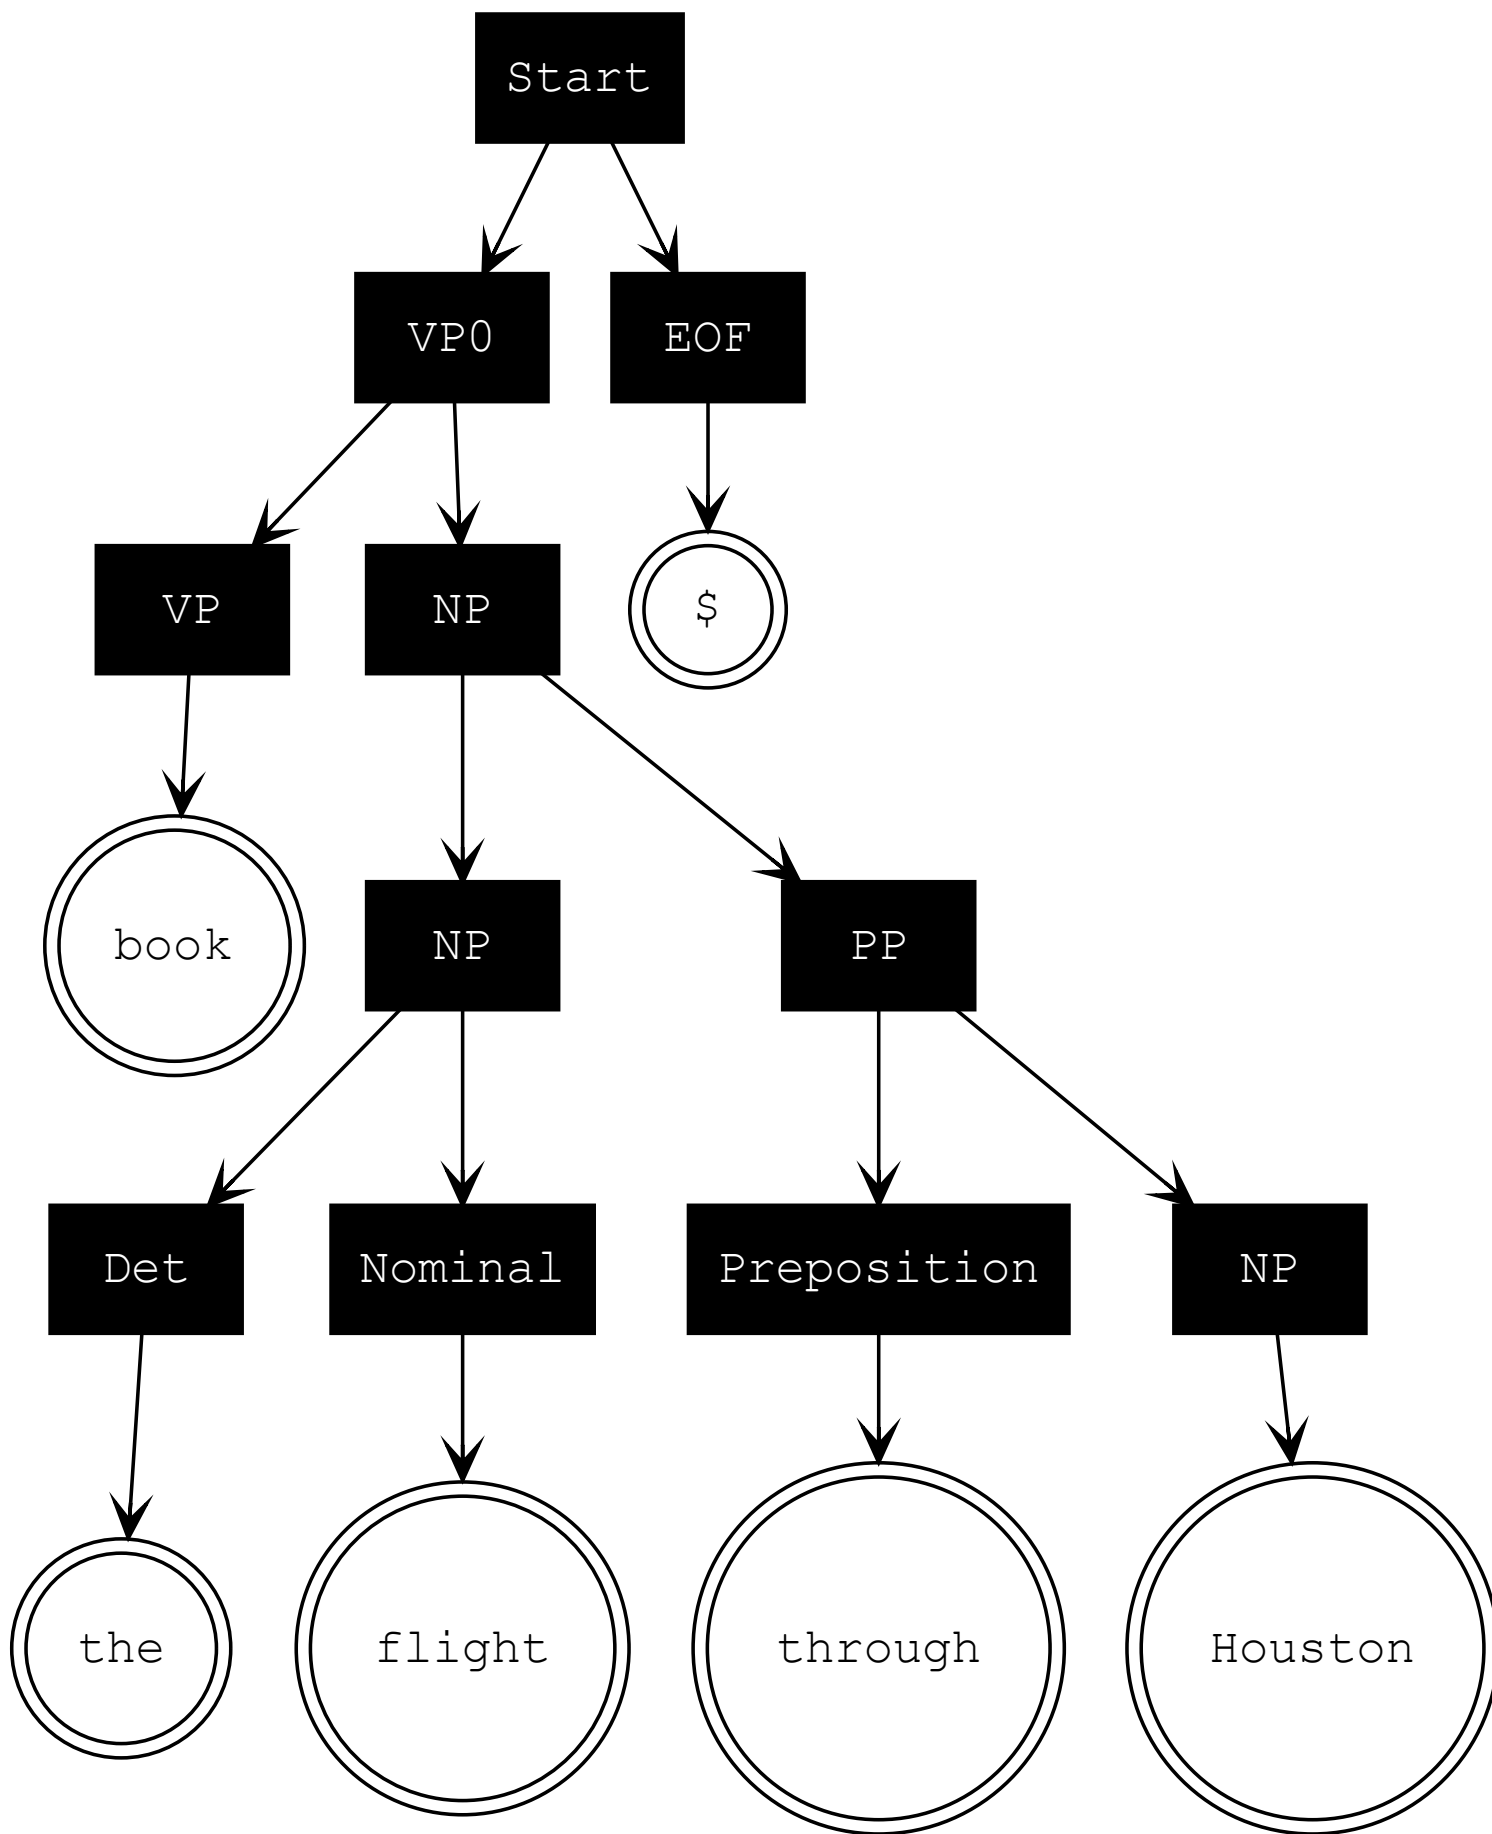 Start
VP0 EOF
VP NP $
book NP PP
Det Nominal Preposition NP
the flight through Houston